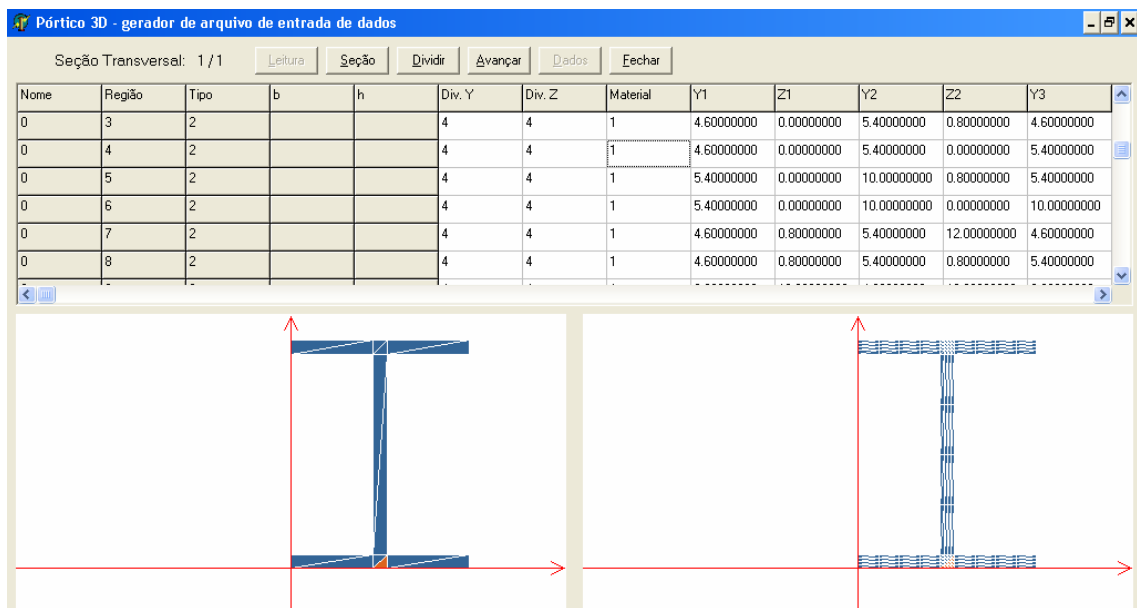 Pórtico 3D - gerador de arquivo de entrada de dados
Seção Transversal: 1/1 Leitura Seção Dividir Avançar Dados Fechar
Nome Região Tipo b h Div. Y Div. Z Material Y1 Z1 Y2 Z2 Y3
0 3 2 4 4 1 4.60000000 0.00000000 5.40000000 0.80000000 4.60000000
0 4 2 4 4 1 4.60000000 0.00000000 5.40000000 0.00000000 5.40000000
0 5 2 4 4 1 5.40000000 0.00000000 10.00000000 0.80000000 5.40000000
0 6 2 4 4 1 5.40000000 0.00000000 10.00000000 0.00000000 10.00000000
0 7 2 4 4 1 4.60000000 0.80000000 5.40000000 12.00000000 4.60000000
0 8 2 4 4 1 4.60000000 0.80000000 5.40000000 0.80000000 5.40000000